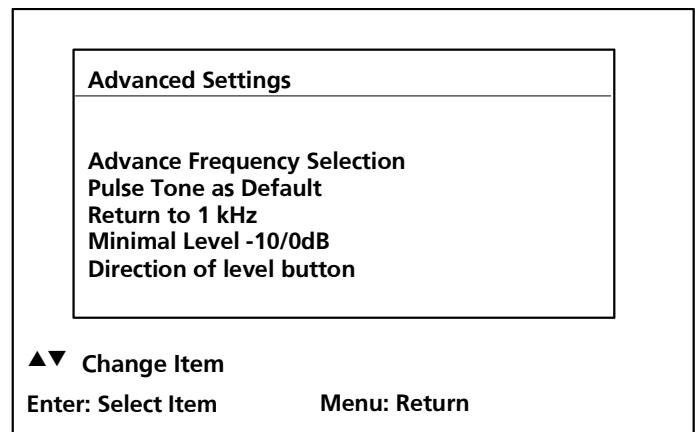 Advanced Settings
Advance Frequency Selection
Pulse Tone as Default
Return to 1 kHz
Minimal Level -10/0dB
Direction of level button
▲▼ Change Item
Enter: Select Item Menu: Return